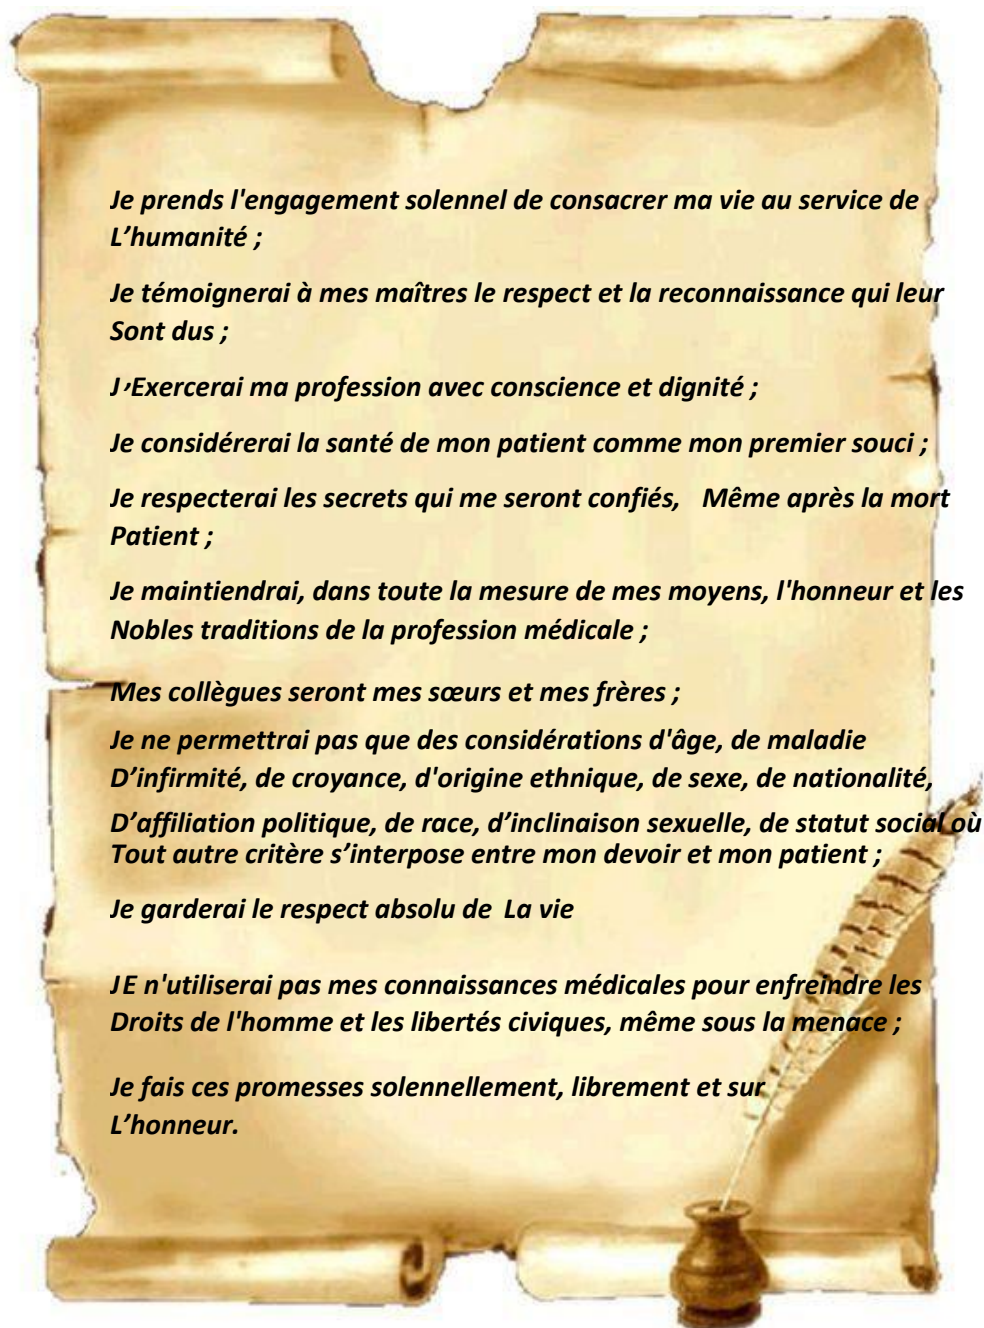 Je prends l'engagement solennel de consacrer ma vie au service de
L’humanité ;
Je témoignerai à mes maîtres le respect et la reconnaissance qui leur
Sont dus ;
J’Exercerai ma profession avec conscience et dignité ;
Je considérerai la santé de mon patient comme mon premier souci ;
Je respecterai les secrets qui me seront confiés, Même après la mort
Patient ;
Je maintiendrai, dans toute la mesure de mes moyens, l'honneur et les
Nobles traditions de la profession médicale ;
Mes collègues seront mes sœurs et mes frères ;
Je ne permettrai pas que des considérations d'âge, de maladie
D’infirmité, de croyance, d'origine ethnique, de sexe, de nationalité,
D’affiliation politique, de race, d’inclinaison sexuelle, de statut social où
Tout autre critère s’interpose entre mon devoir et mon patient ;
Je garderai le respect absolu de La vie
JE n'utiliserai pas mes connaissances médicales pour enfreindre les
Droits de l'homme et les libertés civiques, même sous la menace ;
Je fais ces promesses solennellement, librement et sur
L’honneur.